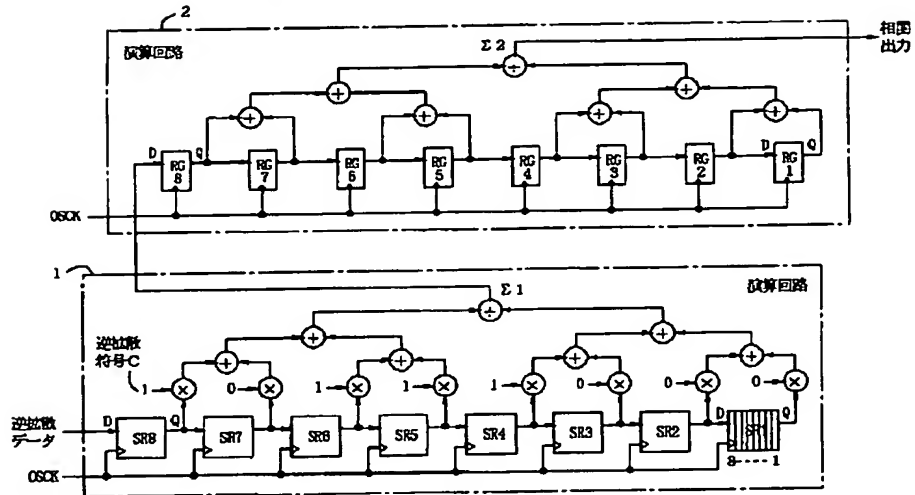 2
演算回路
Σ2
相関
出力
D Q
RG
8
RG
7
RG
6
RG
5
RG
4
RG
3
RG
2
D Q
RG
1
OSCK
1
Σ1
演算回路
逆拡散
符号C
1 0 1 1 1 0 0 0
逆拡散
データ
D Q
SR8
SR7
SR6
SR5
SR4
SR3
SR2
D Q
SR1
8----1
OSCK